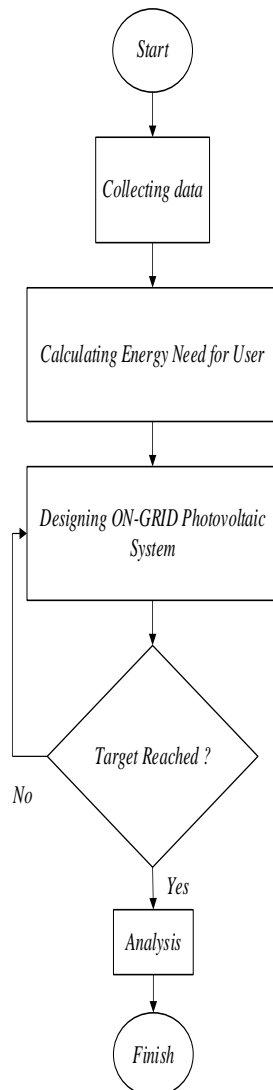 Start
Collecting data
Calculating Energy Need for User
Designing ON-GRID Photovoltaic
System
Target Reached ?
No
Yes
Analysis
Finish